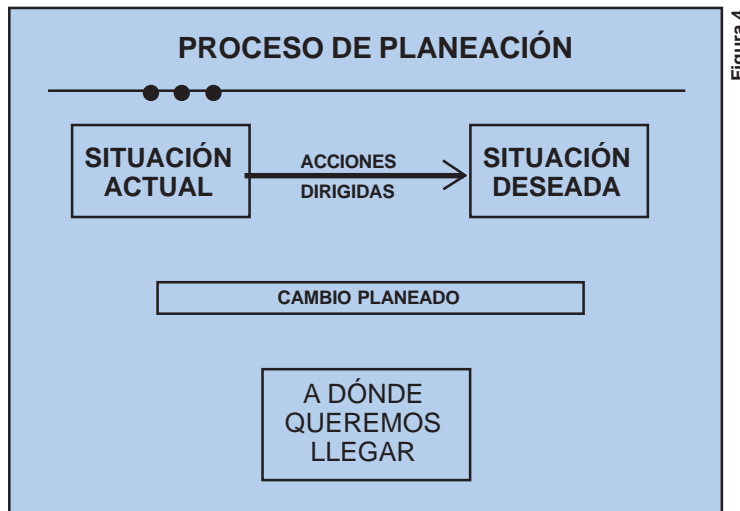 PROCESO DE PLANEACIÓN
SITUACIÓN
ACTUAL
ACCIONES
DIRIGIDAS
SITUACIÓN
DESEADA
CAMBIO PLANEADO
A DÓNDE
QUEREMOS
LLEGAR
Figura 4